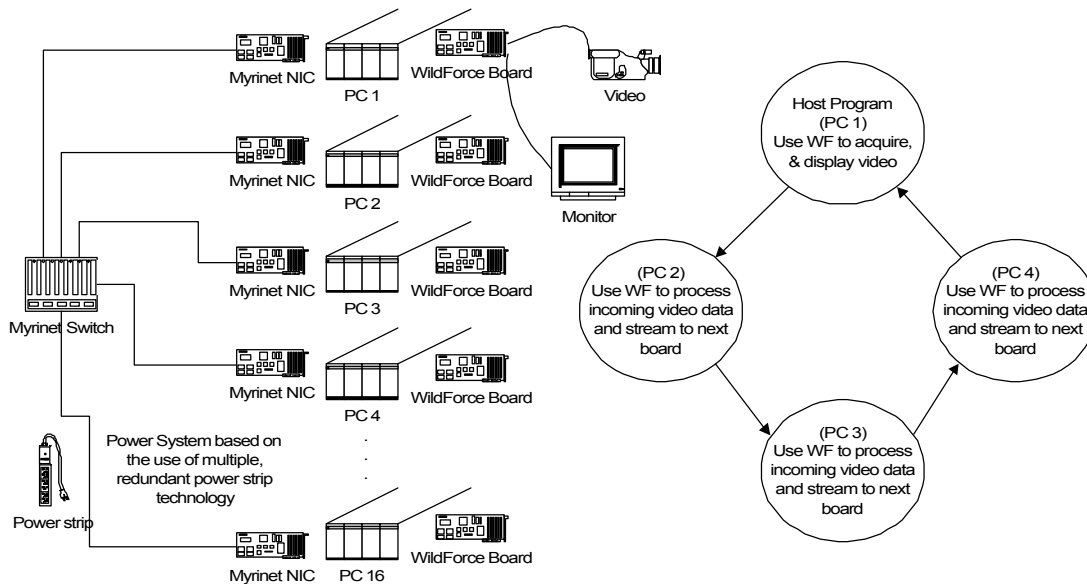 Myrinet NIC
PC 1
WildForce Board
Video
Myrinet NIC
PC 2
WildForce Board
Monitor
Myrinet NIC
PC 3
WildForce Board
Myrinet Switch
Myrinet NIC
PC 4
WildForce Board
Power strip
Power System based on
the use of multiple,
redundant power strip
technology
Myrinet NIC
PC 16
WildForce Board
Host Program
(PC 1)
Use WF to acquire,
& display video
(PC 2)
Use WF to process
incoming video data
and stream to next
board
(PC 3)
Use WF to process
incoming video data
and stream to next
board
(PC 4)
Use WF to process
incoming video data
and stream to next
board